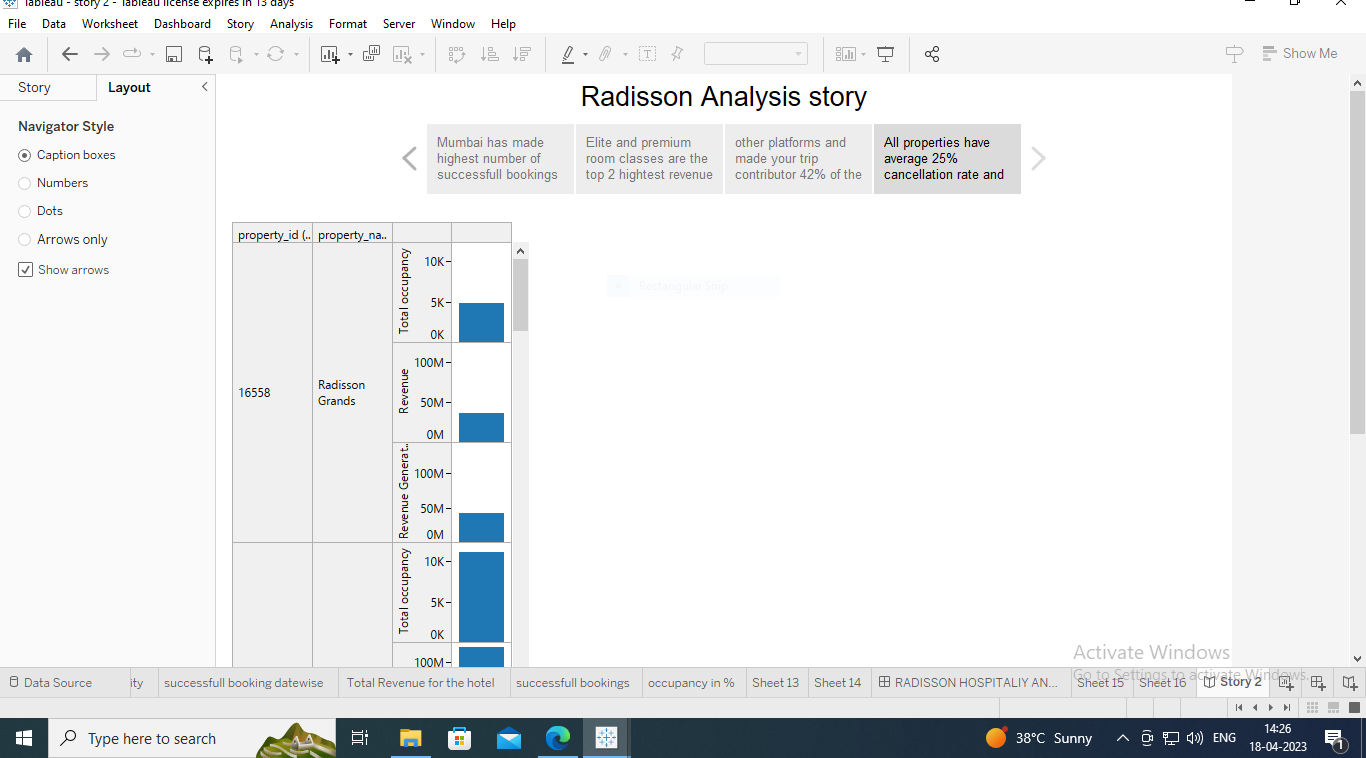 Tableau - story 2 - Tableau license expires in 13 days
File Data Worksheet Dashboard Story Analysis Format Server Window Help
Show Me
Story Layout
Navigator Style
Caption boxes
Numbers
Dots
Arrows only
Show arrows
Radisson Analysis story
Mumbai has made
highest number of
successfull bookings
Elite and premium
room classes are the
top 2 hightest revenue
other platforms and
made your trip
contributor 42% of the
All properties have
average 25%
cancellation rate and
Rectangular Snip
property_id (.. property_na..
16558
Radisson
Grands
Total occupancy
10K
5K
0K
Revenue
100M
50M
0M
Revenue Generat..
100M
50M
0M
Total occupancy
10K
5K
0K
100M
Activate Windows
Go to Settings to activate Windows.
Data Source ity successfull booking datewise Total Revenue for the hotel successfull bookings occupancy in % Sheet 13 Sheet 14 RADISSON HOSPITALIY AN... Sheet 15 Sheet 16 Story 2
Type here to search
38°C Sunny
ENG
14:26
18-04-2023
1